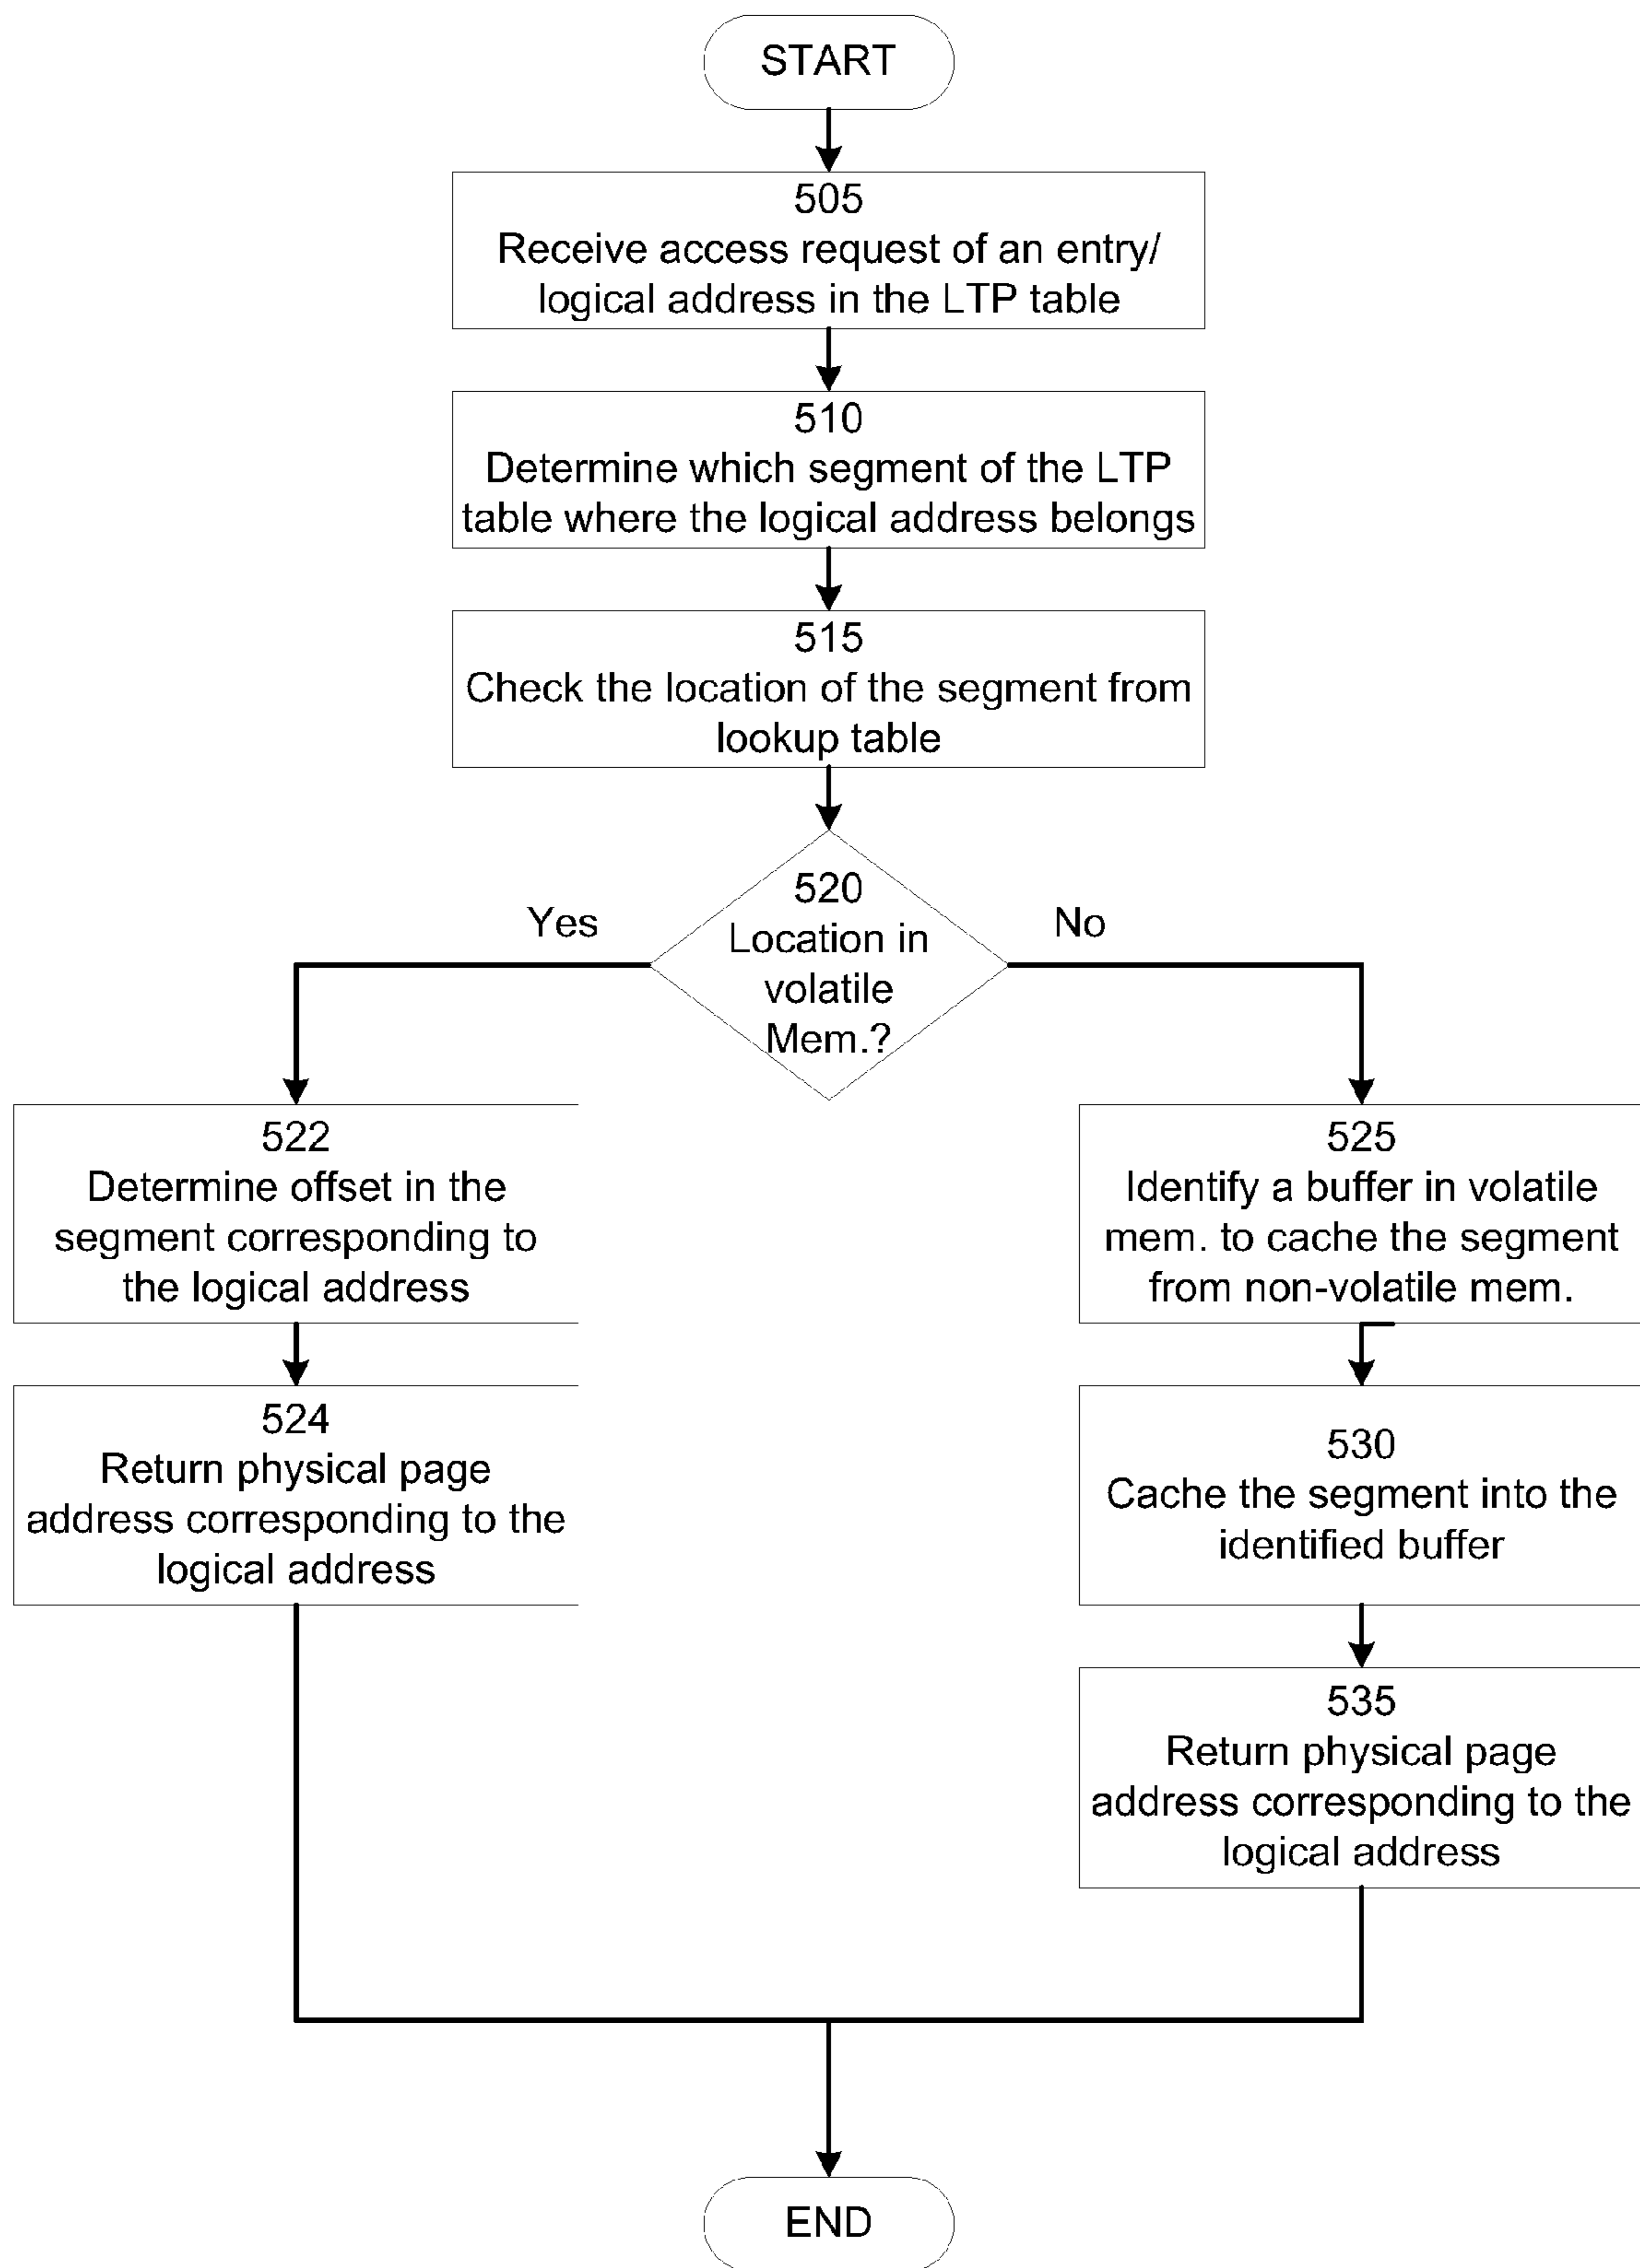 START
505
Receive access request of an entry/
logical address in the LTP table
510
Determine which segment of the LTP
table where the logical address belongs
515
Check the location of the segment from
lookup table
520
Location in
volatile
Mem.?
Yes
No
522
Determine offset in the
segment corresponding to
the logical address
524
Return physical page
address corresponding to the
logical address
525
Identify a buffer in volatile
mem. to cache the segment
from non-volatile mem.
530
Cache the segment into the
identified buffer
535
Return physical page
address corresponding to the
logical address
END